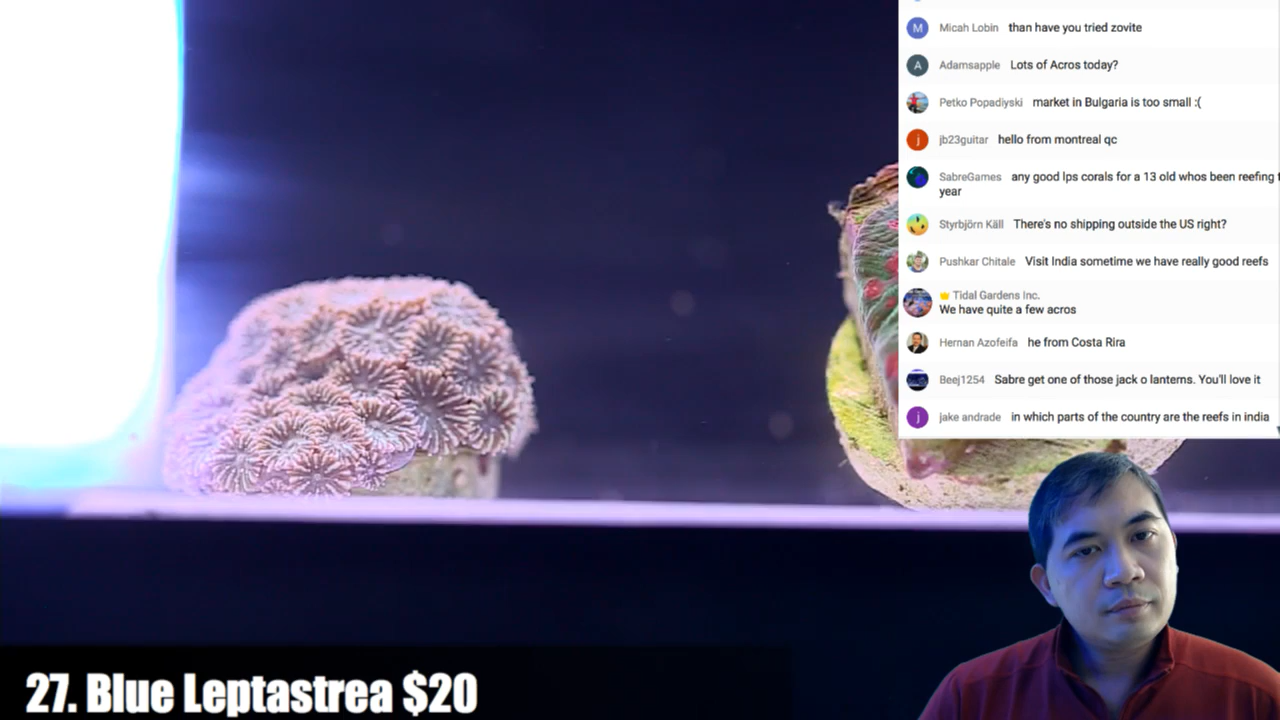 M Micah Lobin than have you tried zovite
A Adamsapple Lots of Acros today?
Petko Popadiyski market in Bulgaria is too small :(
j jb23guitar hello from montreal qc
SabreGames any good lps corals for a 13 old whos been reefing
year
Styrbjörn Käll There's no shipping outside the US right?
Pushkar Chitale Visit India sometime we have really good reefs
Tidal Gardens Inc.
We have quite a few acros
Hernan Azofeifa he from Costa Rira
Beej1254 Sabre get one of those jack o lanterns. You'll love it
j jake andrade in which parts of the country are the reefs in india
27. Blue Leptastrea $20